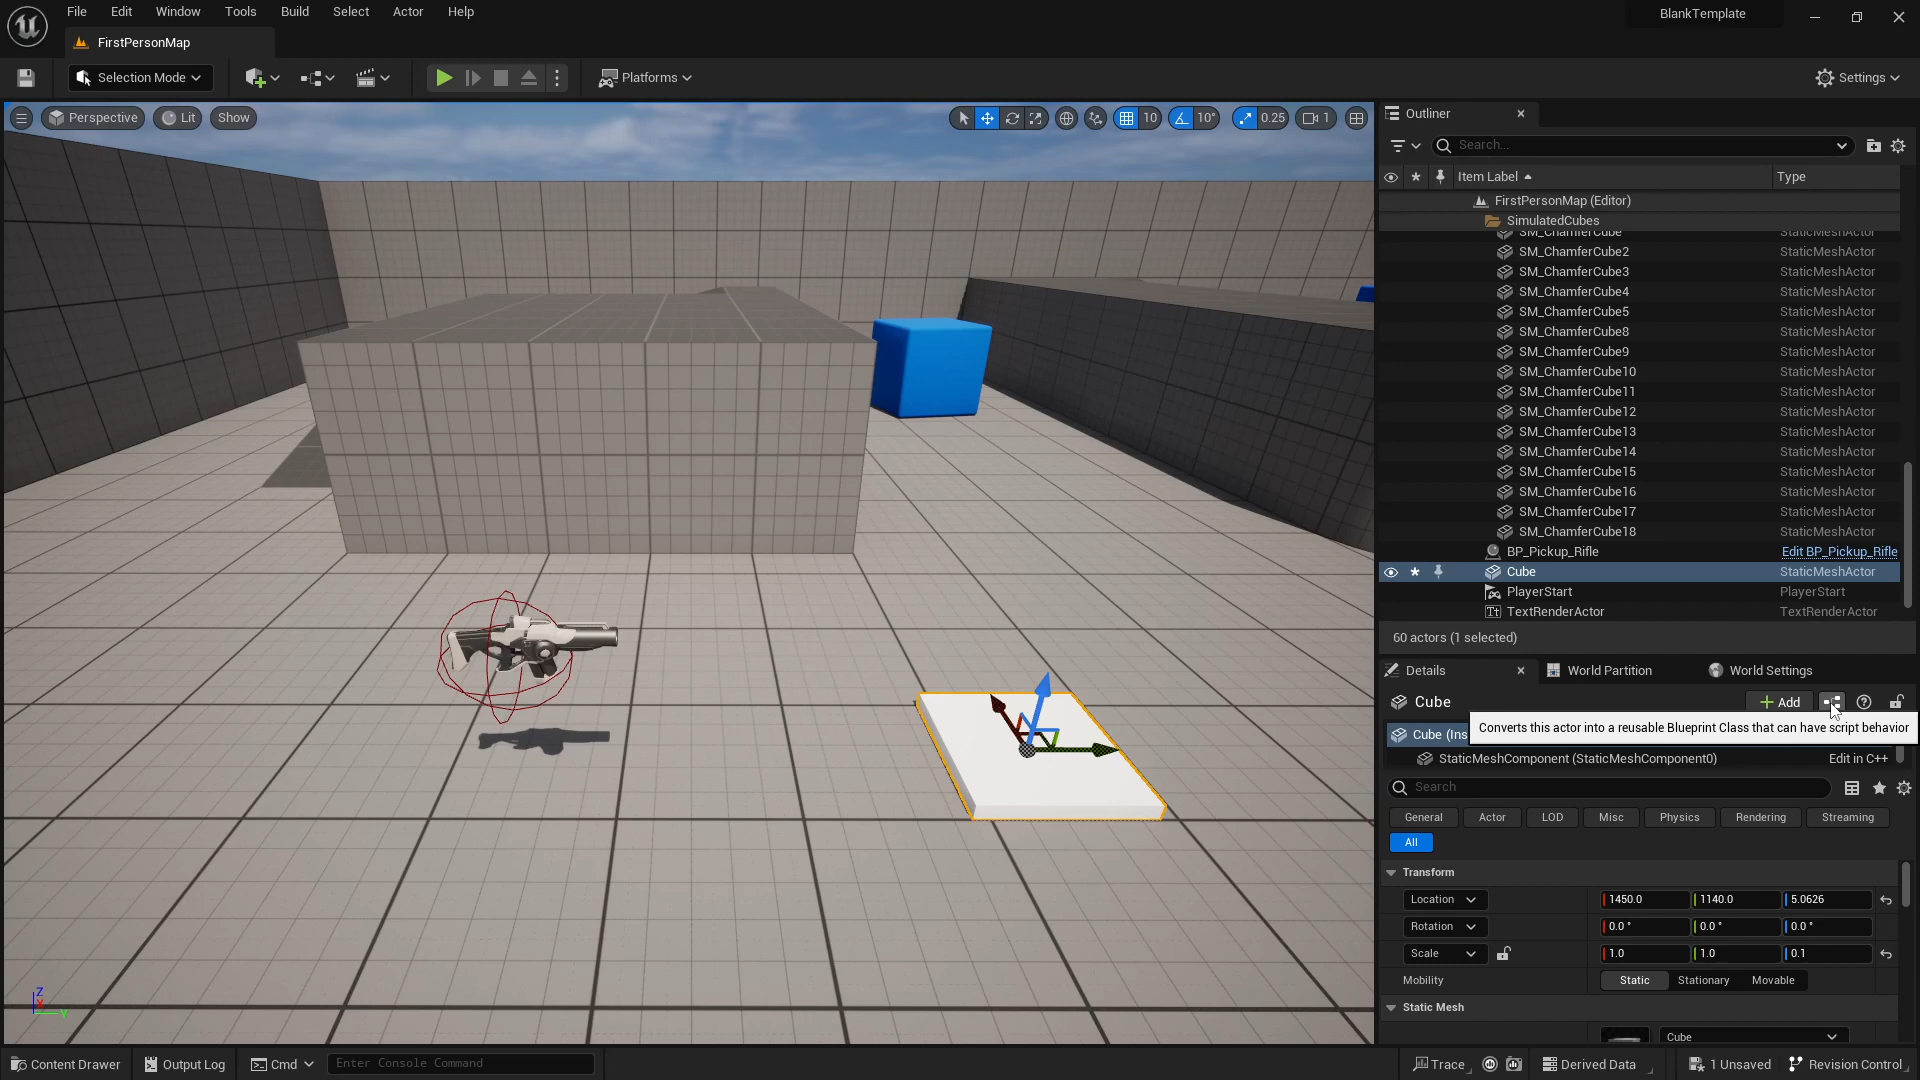 File Edit Window Tools Build Select Actor Help
BlankTemplate
FirstPersonMap
Selection Mode
Platforms
Settings
Perspective Lit Show
10 10° 0.25 1
Outliner
Search...
Item Label Type
FirstPersonMap (Editor)
SimulatedCubes
SM_ChamferCube StaticMeshActor
SM_ChamferCube2 StaticMeshActor
SM_ChamferCube3 StaticMeshActor
SM_ChamferCube4 StaticMeshActor
SM_ChamferCube5 StaticMeshActor
SM_ChamferCube8 StaticMeshActor
SM_ChamferCube9 StaticMeshActor
SM_ChamferCube10 StaticMeshActor
SM_ChamferCube11 StaticMeshActor
SM_ChamferCube12 StaticMeshActor
SM_ChamferCube13 StaticMeshActor
SM_ChamferCube14 StaticMeshActor
SM_ChamferCube15 StaticMeshActor
SM_ChamferCube16 StaticMeshActor
SM_ChamferCube17 StaticMeshActor
SM_ChamferCube18 StaticMeshActor
BP_Pickup_Rifle Edit BP_Pickup_Rifle
Cube StaticMeshActor
PlayerStart PlayerStart
TextRenderActor TextRenderActor
60 actors (1 selected)
Details World Partition World Settings
Cube Add
Converts this actor into a reusable Blueprint Class that can have script behavior
Cube (Ins
StaticMeshComponent (StaticMeshComponent0) Edit in C++
Search
General Actor LOD Misc Physics Rendering Streaming
All
Transform
Location 1450.0 1140.0 5.0626
Rotation 0.0 ° 0.0 ° 0.0 °
Scale 1.0 1.0 0.1
Mobility Static Stationary Movable
Static Mesh
Cube
Z
X
Y
Content Drawer Output Log Cmd Enter Console Command Trace Derived Data 1 Unsaved Revision Control